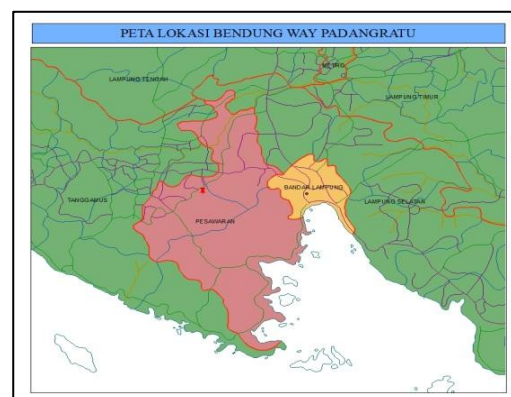 PETA LOKASI BENDUNG WAY PADANGRATU
METRO
LAMPUNG TENGAH
LAMPUNG TIMUR
BANDAR LAMPUNG
TANGGAMUS
LAMPUNG SELATAN
PESAWARAN